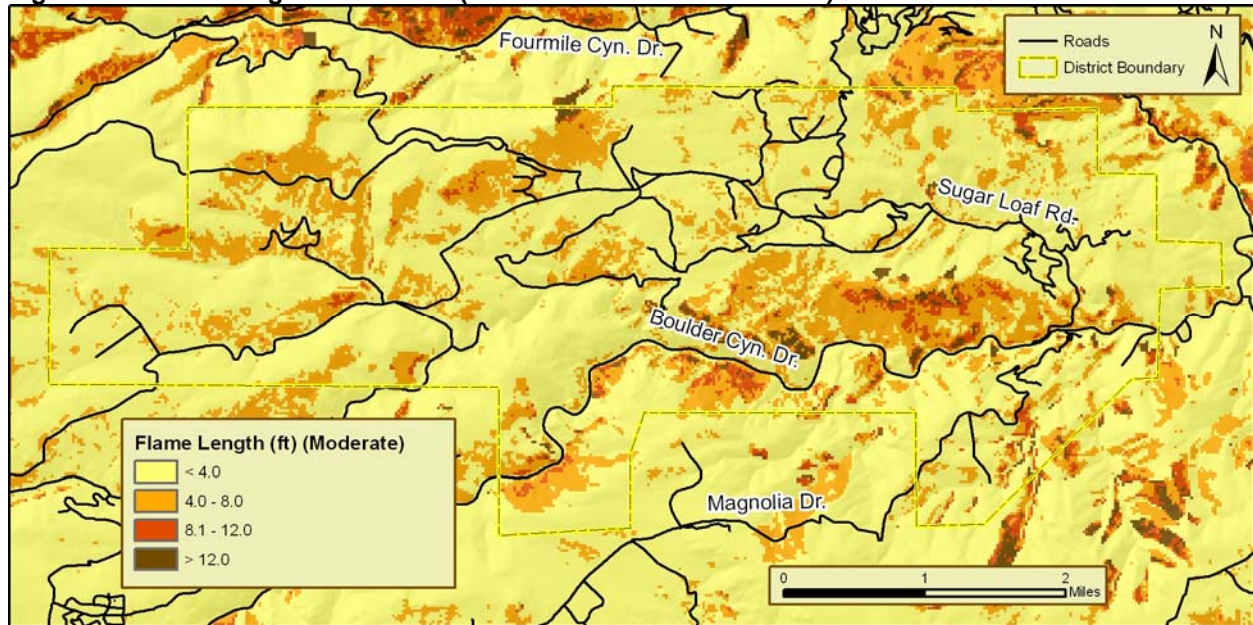 Fourmile Cyn. Dr.
N
Roads
District Boundary
Sugar Loaf Rd.
Boulder Cyn. Dr.
Flame Length (ft) (Moderate)
< 4.0
4.0 - 8.0
8.1 - 12.0
> 12.0
Magnolia Dr.
0 1 2
Miles